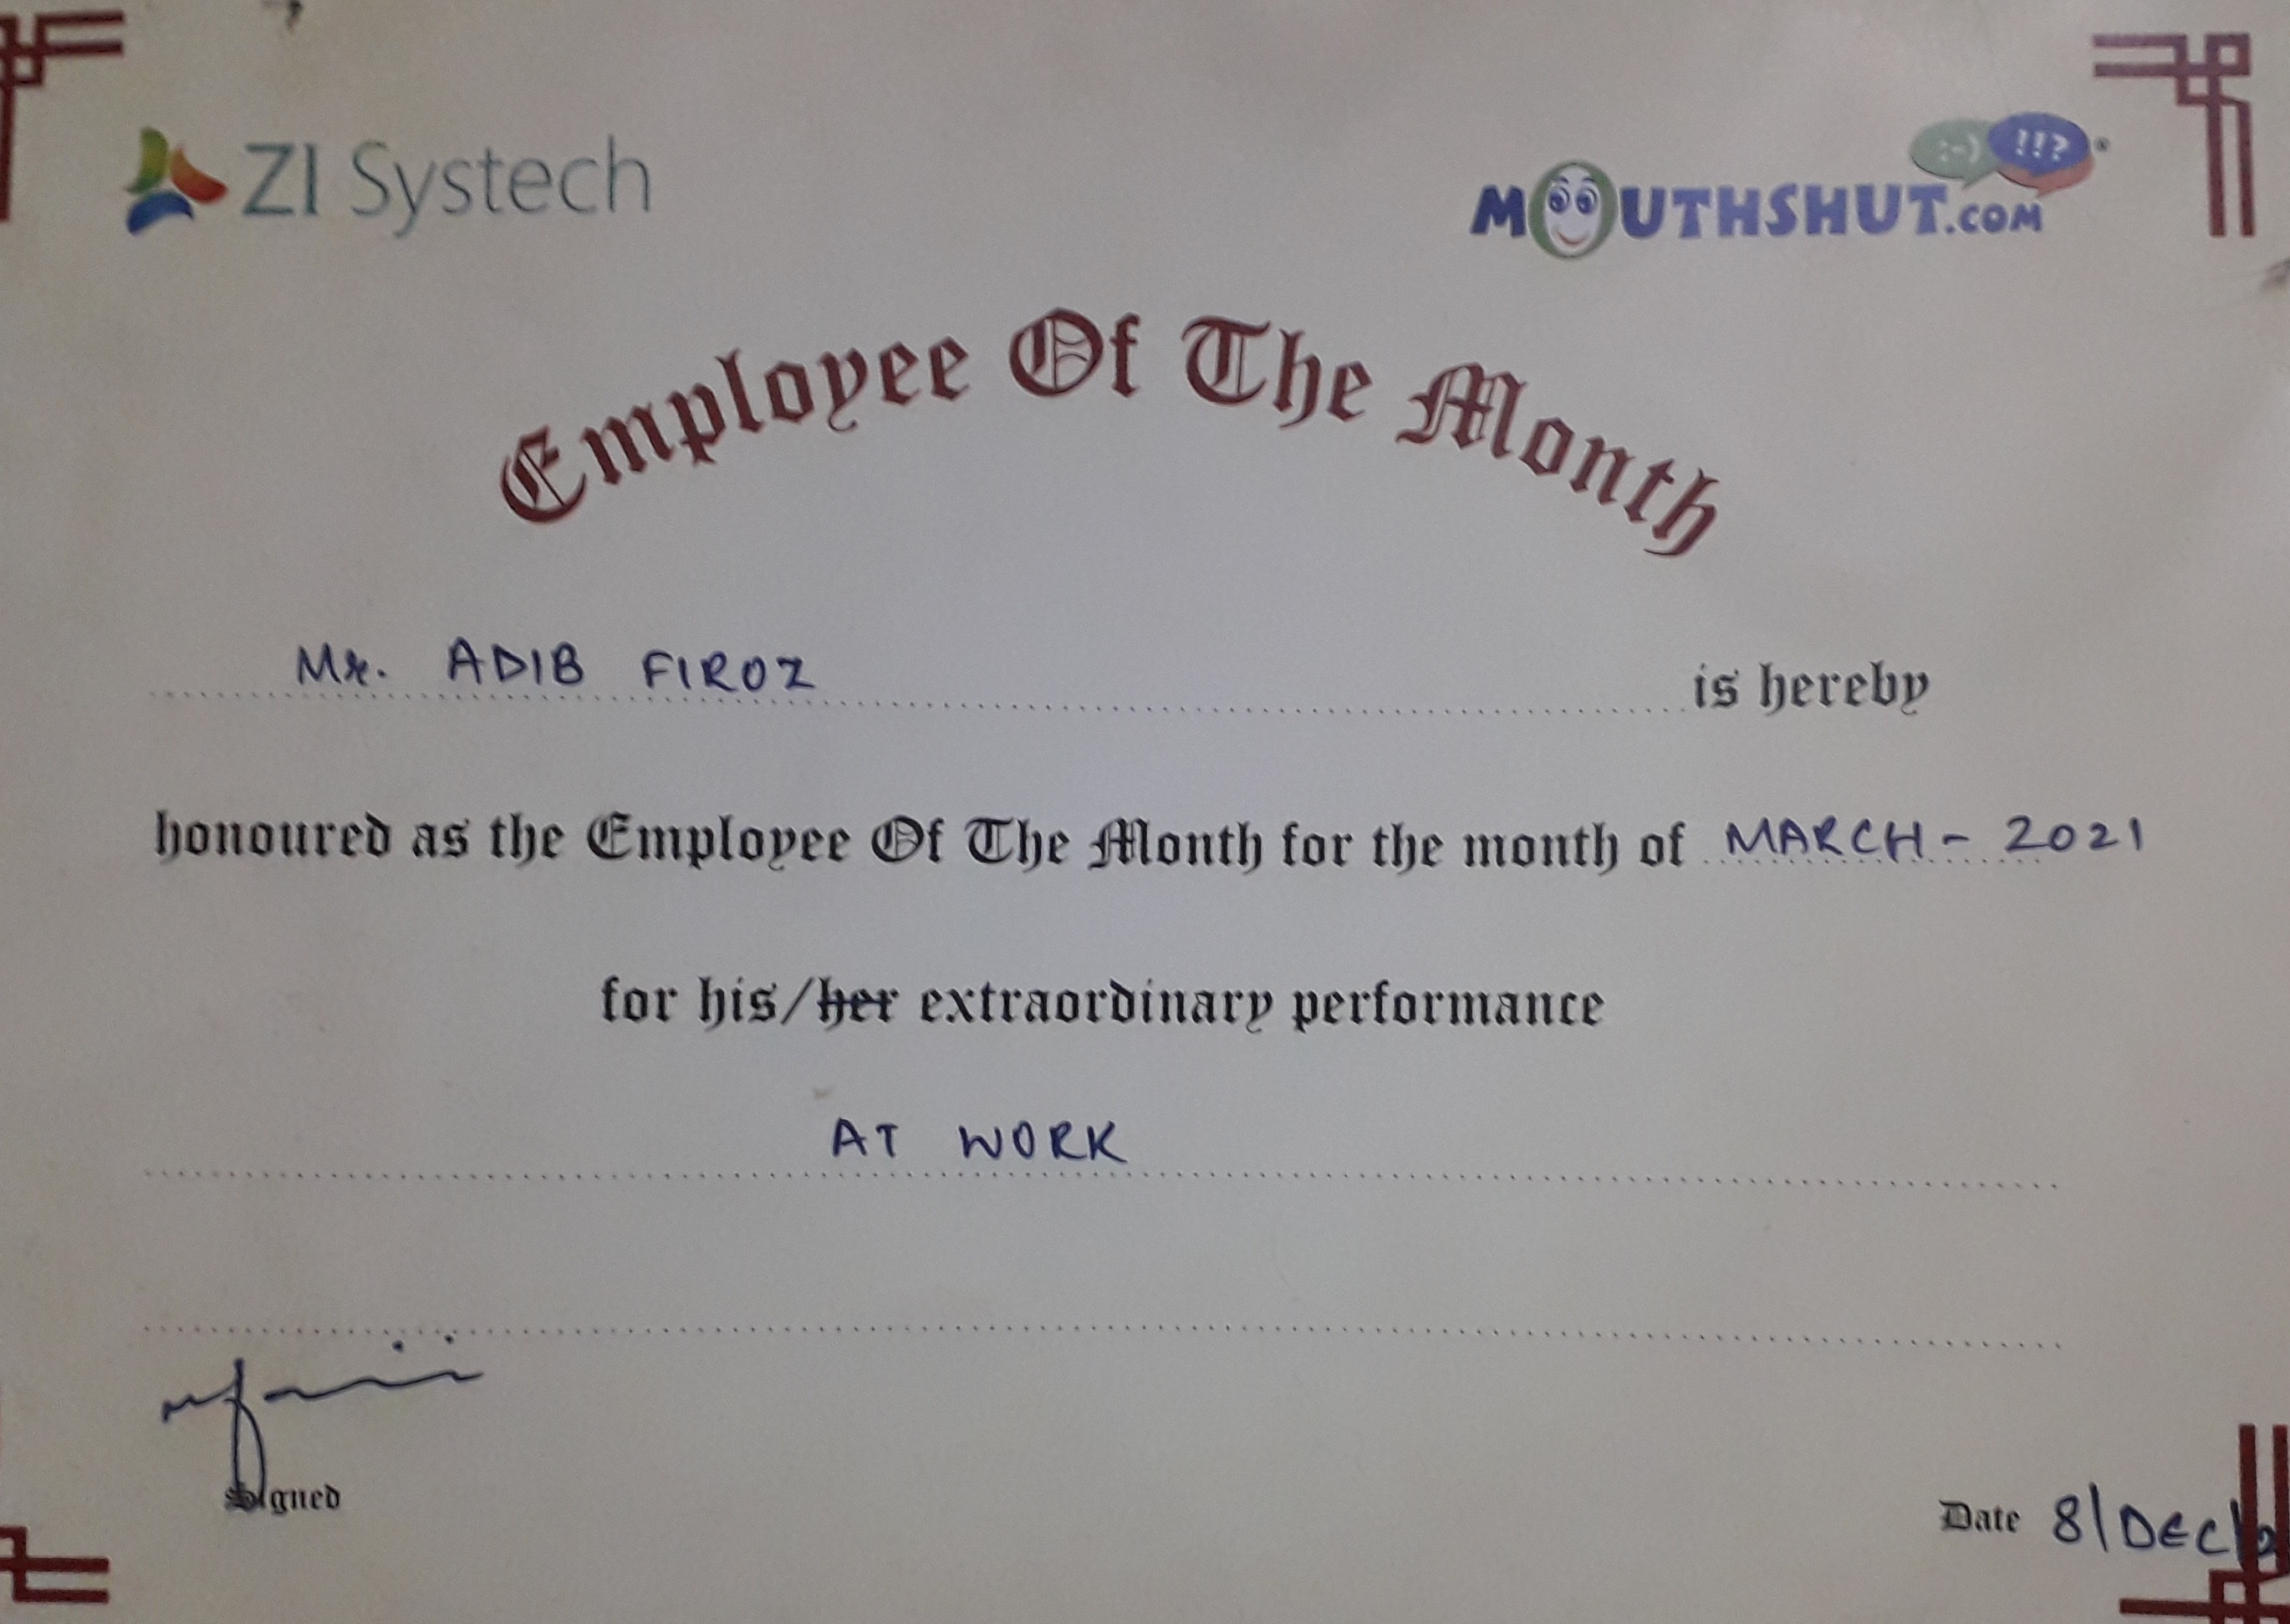 ZI Systech
:-) !!?
MOUTHSHUT.COM
Employee Of The Month
Mr. ADIB FIROZ is hereby
honoured as the Employee Of The Month for the month of MARCH - 2021
for his/her extraordinary performance
AT WORK
Signed
Date 8/DEC/